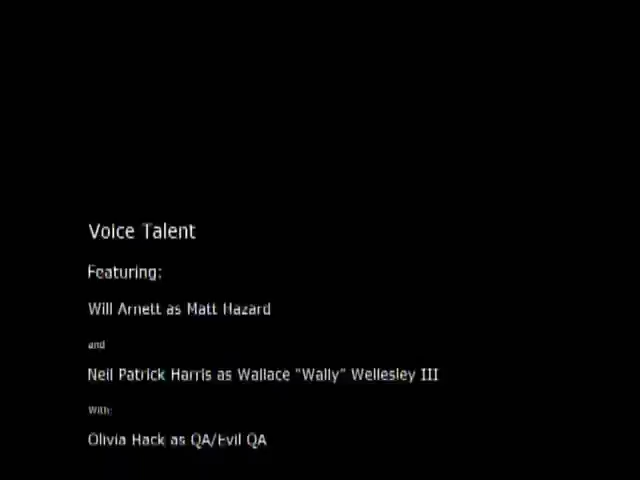 Voice Talent
Featuring:
Will Arnett as Matt Hazard
and
Neil Patrick Harris as Wallace "Wally" Wellesley III
with:
Olivia Hack as QA/Evil QA